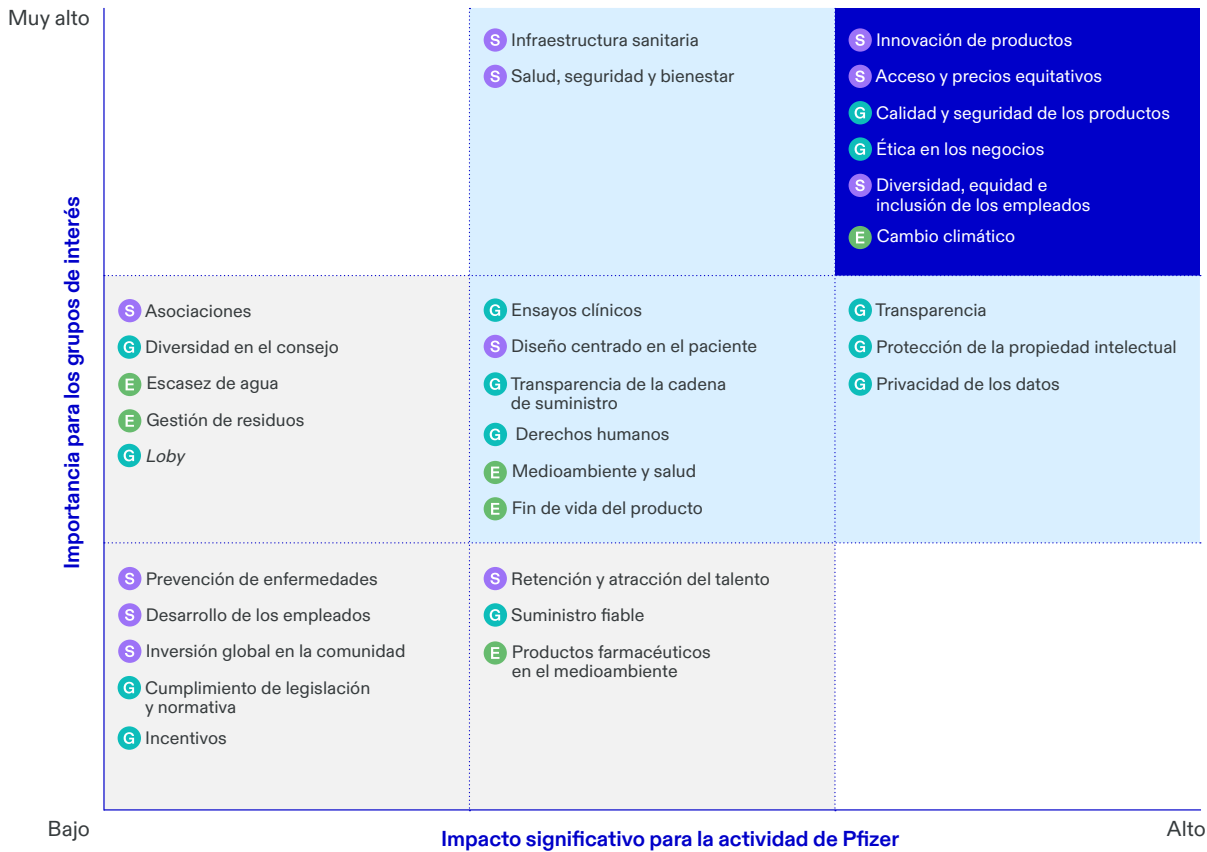 Muy alto
S Infraestructura sanitaria
S Salud, seguridad y bienestar
S Innovación de productos
S Acceso y precios equitativos
G Calidad y seguridad de los productos
G Ética en los negocios
S Diversidad, equidad e
inclusión de los empleados
E Cambio climático
Importancia para los grupos de interés
S Asociaciones
G Diversidad en el consejo
E Escasez de agua
E Gestión de residuos
G Loby
G Ensayos clínicos
S Diseño centrado en el paciente
G Transparencia de la cadena
de suministro
G Derechos humanos
E Medioambiente y salud
E Fin de vida del producto
G Transparencia
G Protección de la propiedad intelectual
G Privacidad de los datos
S Prevención de enfermedades
S Desarrollo de los empleados
S Inversión global en la comunidad
G Cumplimiento de legislación
y normativa
G Incentivos
S Retención y atracción del talento
G Suministro fiable
E Productos farmacéuticos
en el medioambiente
Bajo
Impacto significativo para la actividad de Pfizer
Alto